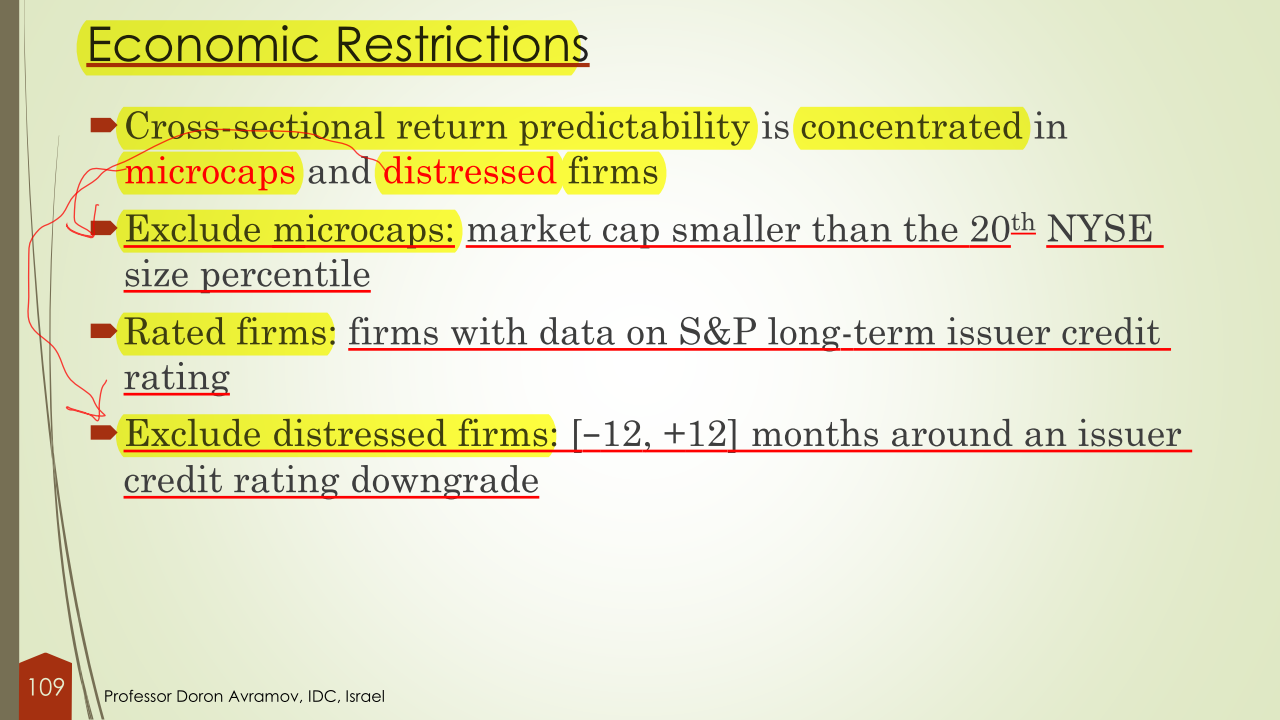 Economic Restrictions
Cross-sectional return predictability is concentrated in
microcaps and distressed firms
Exclude microcaps: market cap smaller than the 20th NYSE
size percentile
Rated firms: firms with data on S&P long-term issuer credit
rating
Exclude distressed firms: [−12, +12] months around an issuer
credit rating downgrade
109
Professor Doron Avramov, IDC, Israel